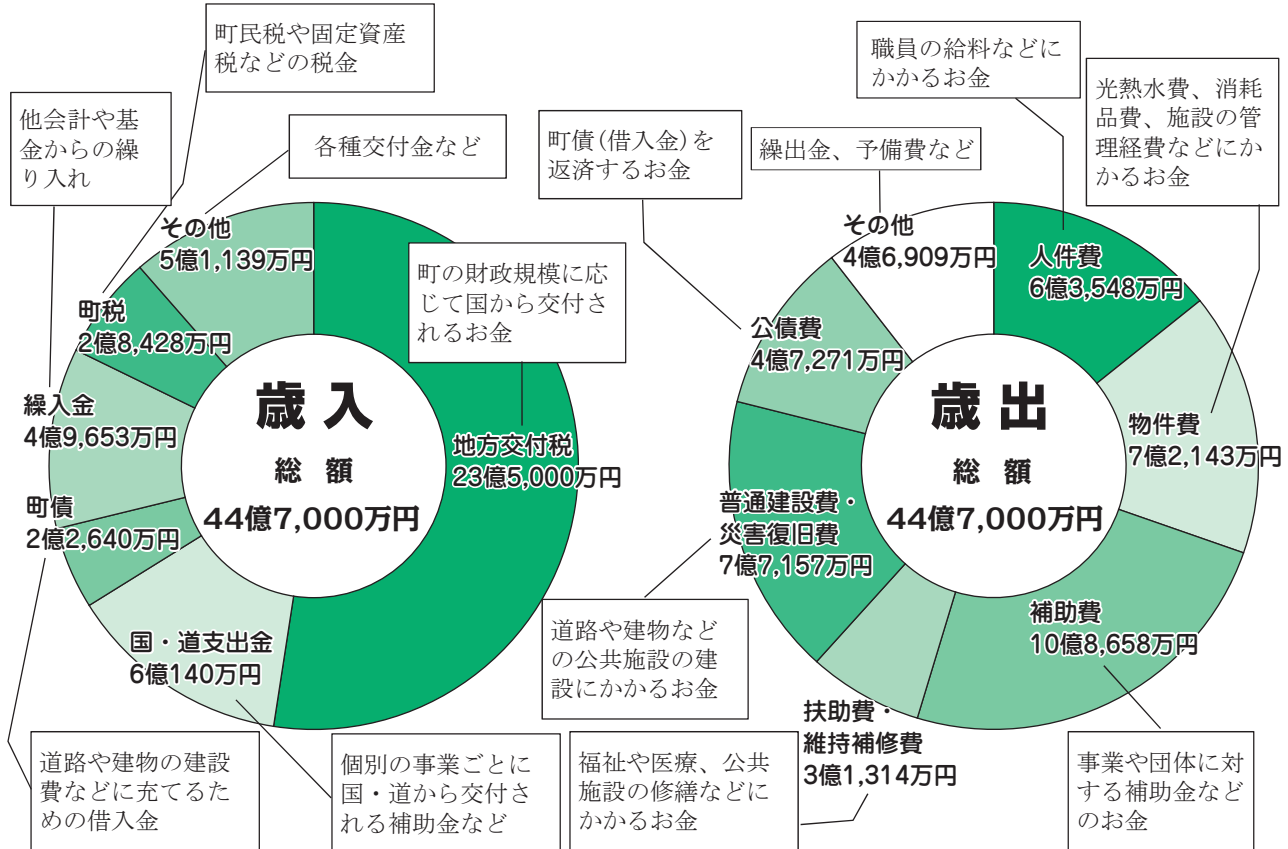 町民税や固定資産
税などの税金
他会計や基
金からの繰
り入れ
各種交付金など
その他
5億1,139万円
町の財政規模に応
じて国から交付さ
れるお金
町税
2億8,428万円
繰入金
4億9,653万円
歳入
総額
44億7,000万円
地方交付税
23億5,000万円
町債
2億2,640万円
国・道支出金
6億140万円
道路や建物の建設
費などに充てるた
めの借入金
個別の事業ごとに
国・道から交付さ
れる補助金など
職員の給料などに
かかるお金
光熱水費、消耗
品費、施設の管
理経費などにか
かるお金
町債(借入金)を
返済するお金
繰出金、予備費など
その他
4億6,909万円
人件費
6億3,548万円
公債費
4億7,271万円
歳出
総額
44億7,000万円
物件費
7億2,143万円
普通建設費・
災害復旧費
7億7,157万円
補助費
10億8,658万円
道路や建物など
の公共施設の建
設にかかるお金
扶助費・
維持補修費
3億1,314万円
福祉や医療、公共
施設の修繕などに
かかるお金
事業や団体に対
する補助金など
のお金